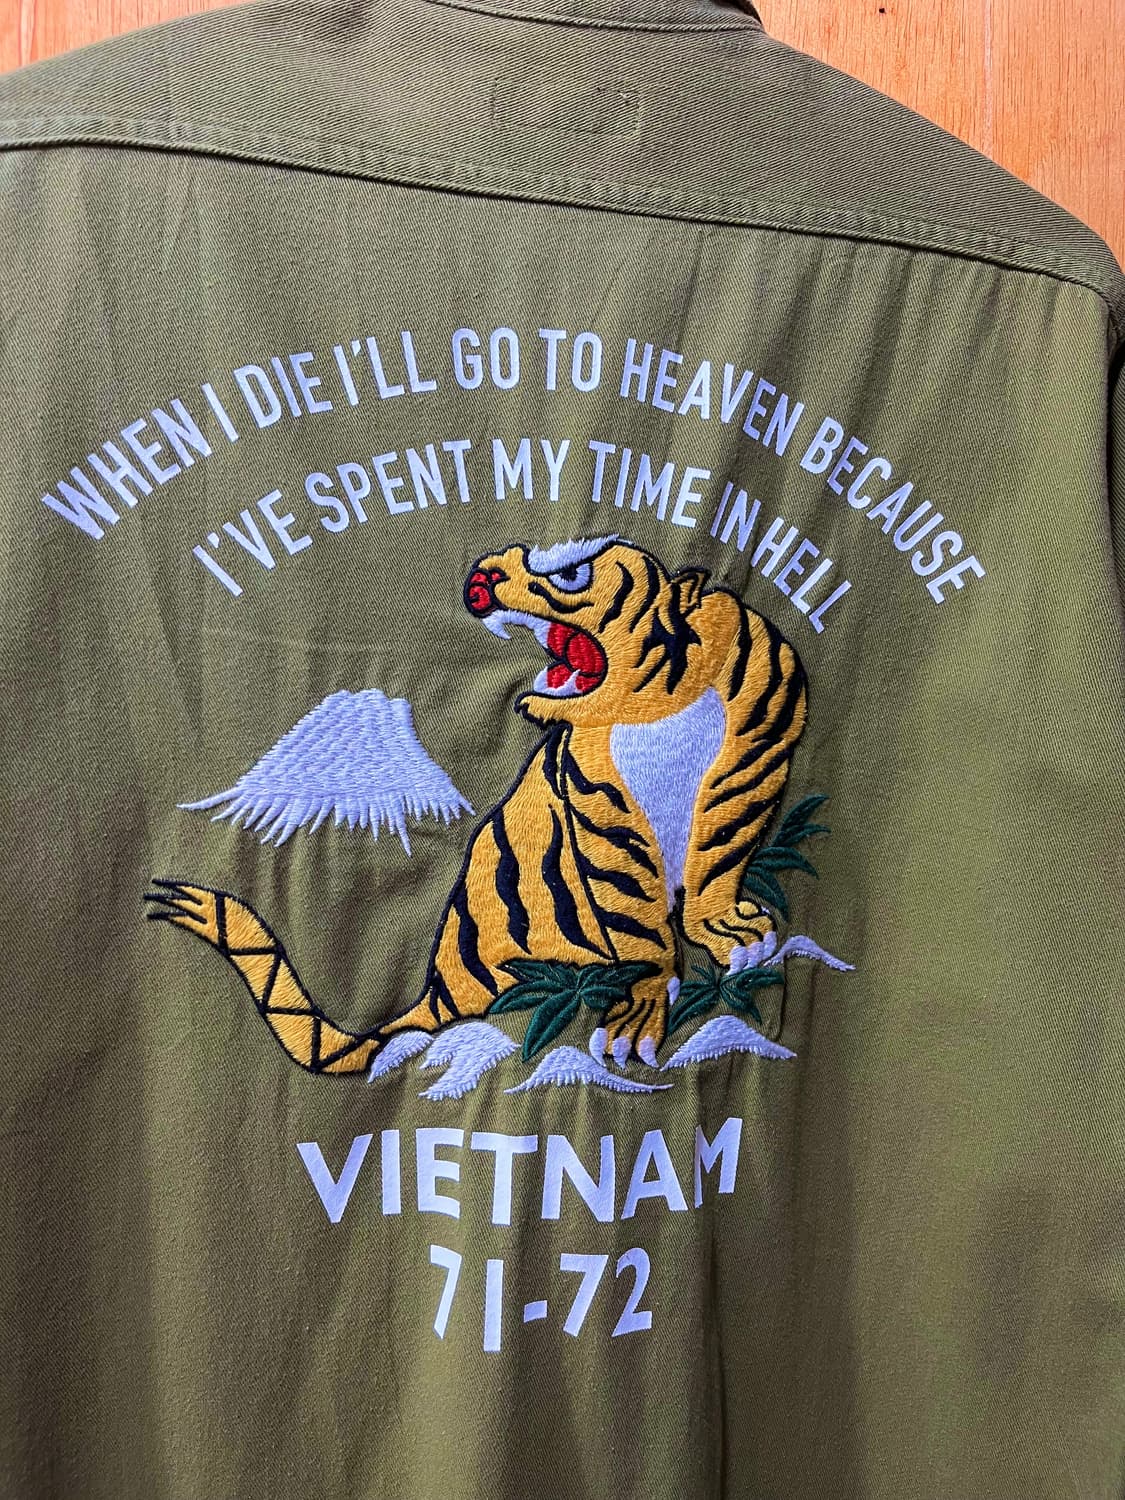 WHEN I DIE I'LL GO TO HEAVEN BECAUSE
I'VE SPENT MY TIME IN HELL
VIETNAM
71-72